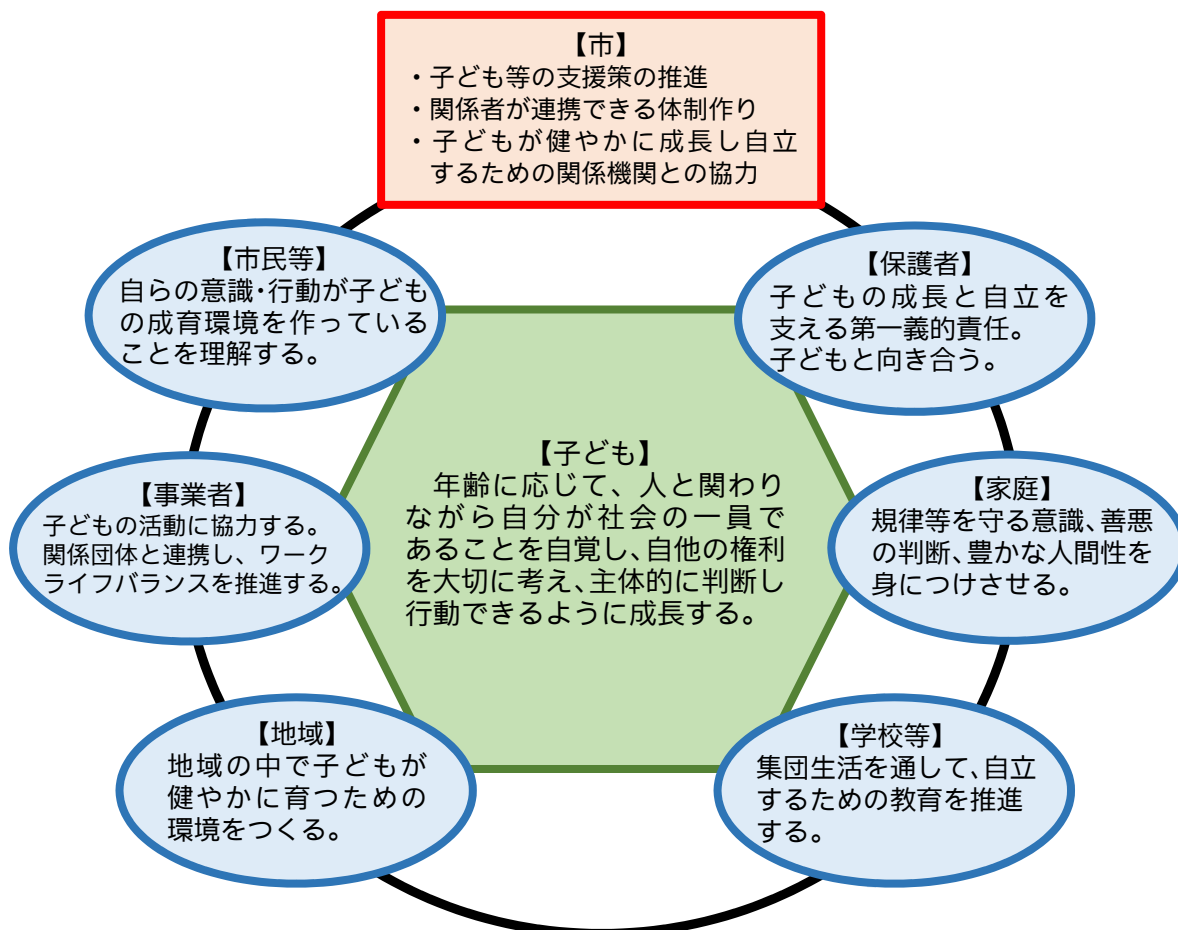 【市】
・子ども等の支援策の推進
・関係者が連携できる体制作り
・子どもが健やかに成長し自立
するための関係機関との協力
【市民等】
自らの意識・行動が子ども
の成育環境を作っている
ことを理解する。
【保護者】
子どもの成長と自立を
支える第一義的責任。
子どもと向き合う。
【子ども】
年齢に応じて、人と関わり
ながら自分が社会の一員で
あることを自覚し、自他の権利
を大切に考え、主体的に判断し
行動できるように成長する。
【事業者】
子どもの活動に協力する。
関係団体と連携し、ワーク
ライフバランスを推進する。
【家庭】
規律等を守る意識、善悪
の判断、豊かな人間性を
身につけさせる。
【地域】
地域の中で子どもが
健やかに育つための
環境をつくる。
【学校等】
集団生活を通して、自立
するための教育を推進
する。